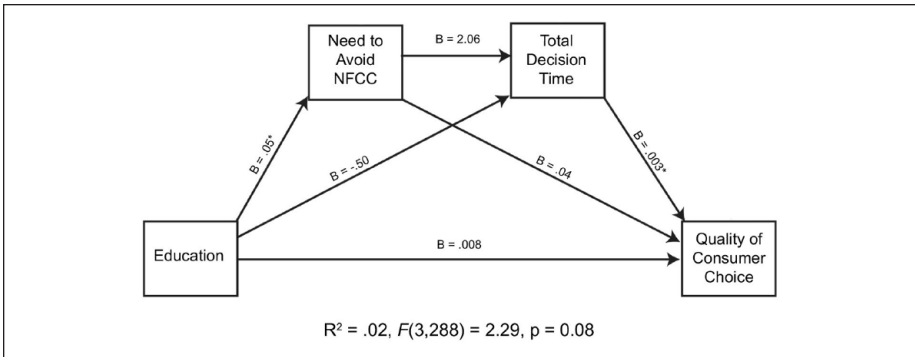 Need to
Avoid
NFCC
B = 2.06
Total
Decision
Time
B = .05*
B = -.50
B = .04
B = .003*
Education
B = .008
Quality of
Consumer
Choice
R² = .02, F(3,288) = 2.29, p = 0.08